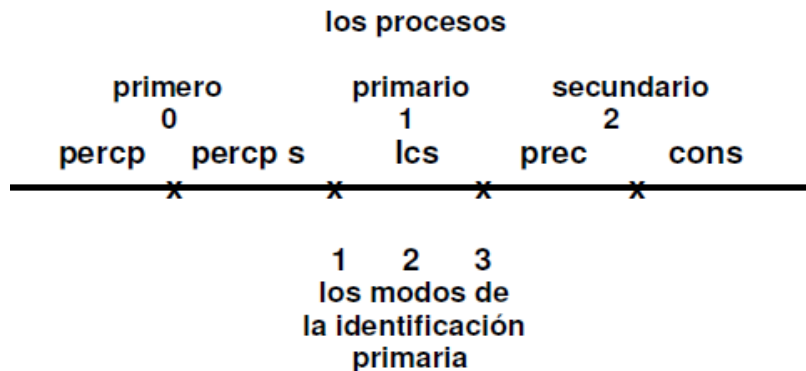 los procesos
primero primario secundario
0 1 2
percp percp s Ics prec cons
x x x x
1 2 3
los modos de
la identificación
primaria